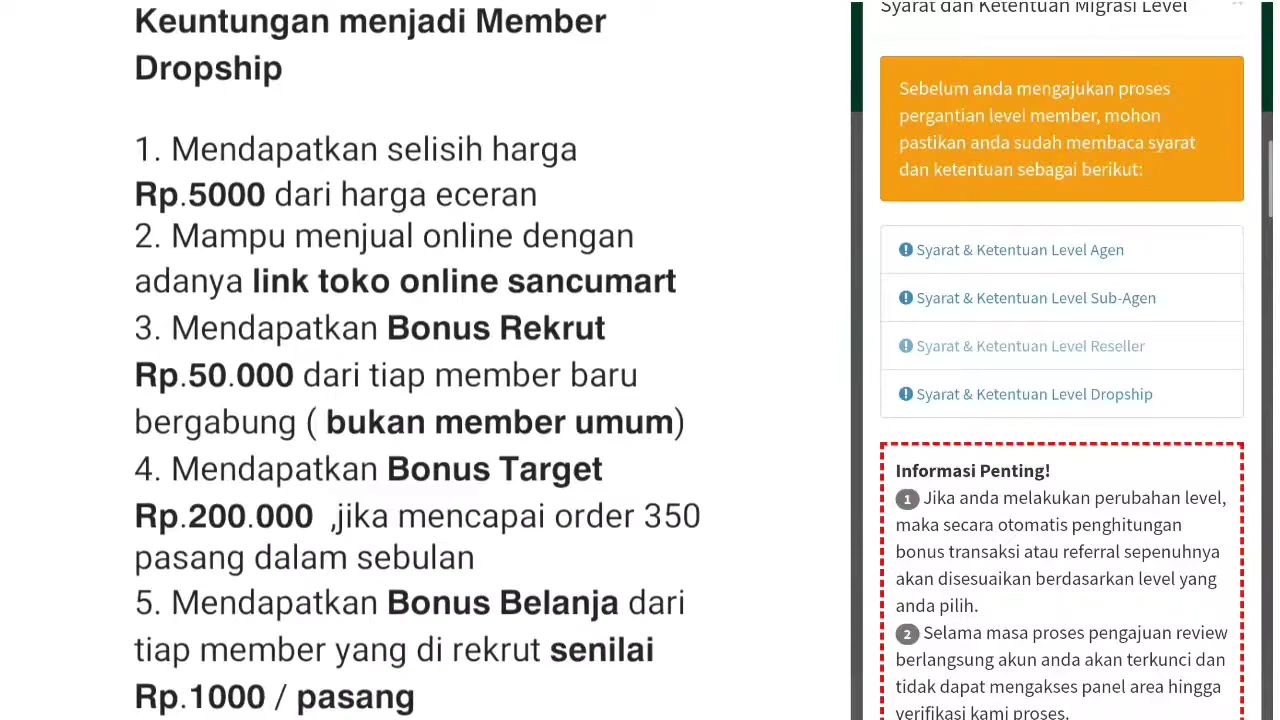 Keuntungan menjadi Member
Dropship
1. Mendapatkan selisih harga
Rp.5000 dari harga eceran
2. Mampu menjual online dengan
adanya link toko online sancumart
3. Mendapatkan Bonus Rekrut
Rp.50.000 dari tiap member baru
bergabung ( bukan member umum)
4. Mendapatkan Bonus Target
Rp.200.000 ,jika mencapai order 350
pasang dalam sebulan
5. Mendapatkan Bonus Belanja dari
tiap member yang di rekrut senilai
Rp.1000 / pasang
Syarat dan Ketentuan Migrasi Level
Sebelum anda mengajukan proses
pergantian level member, mohon
pastikan anda sudah membaca syarat
dan ketentuan sebagai berikut:
Syarat & Ketentuan Level Agen
Syarat & Ketentuan Level Sub-Agen
Syarat & Ketentuan Level Reseller
Syarat & Ketentuan Level Dropship
Informasi Penting!
1 Jika anda melakukan perubahan level,
maka secara otomatis penghitungan
bonus transaksi atau referral sepenuhnya
akan disesuaikan berdasarkan level yang
anda pilih.
2 Selama masa proses pengajuan review
berlangsung akun anda akan terkunci dan
tidak dapat mengakses panel area hingga
verifikasi kami proses.